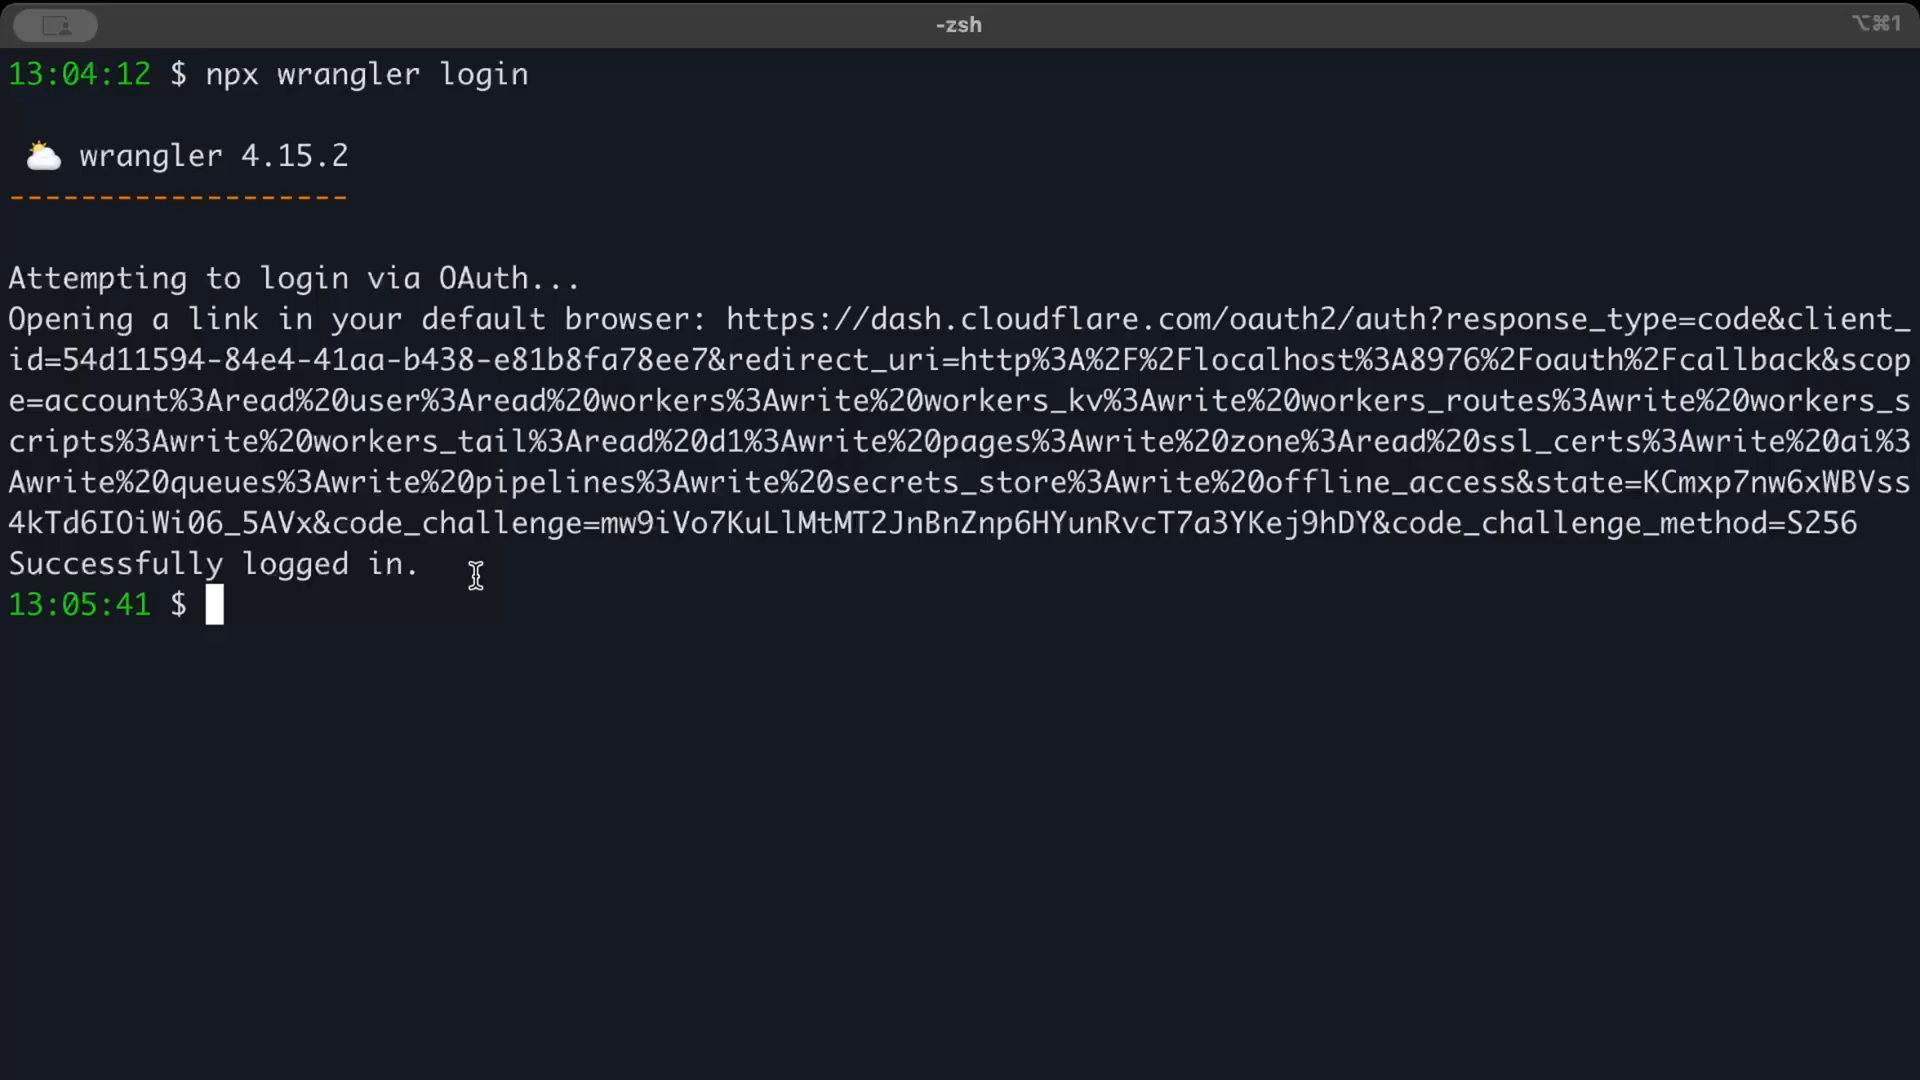 -zsh
⌥⌘1
13:04:12 $ npx wrangler login
⛅ wrangler 4.15.2
-------------------
Attempting to login via OAuth...
Opening a link in your default browser: https://dash.cloudflare.com/oauth2/auth?response_type=code&client_
id=54d11594-84e4-41aa-b438-e81b8fa78ee7&redirect_uri=http%3A%2F%2Flocalhost%3A8976%2Foauth%2Fcallback&scop
e=account%3Aread%20user%3Aread%20workers%3Awrite%20workers_kv%3Awrite%20workers_routes%3Awrite%20workers_s
cripts%3Awrite%20workers_tail%3Aread%20d1%3Awrite%20pages%3Awrite%20zone%3Aread%20ssl_certs%3Awrite%20ai%3
Awrite%20queues%3Awrite%20pipelines%3Awrite%20secrets_store%3Awrite%20offline_access&state=KCmxp7nw6xWBVss
4kTd6IOiWi06_5AVx&code_challenge=mw9iVo7KuLlMtMT2JnBnZnp6HYunRvcT7a3YKej9hDY&code_challenge_method=S256
Successfully logged in.
13:05:41 $